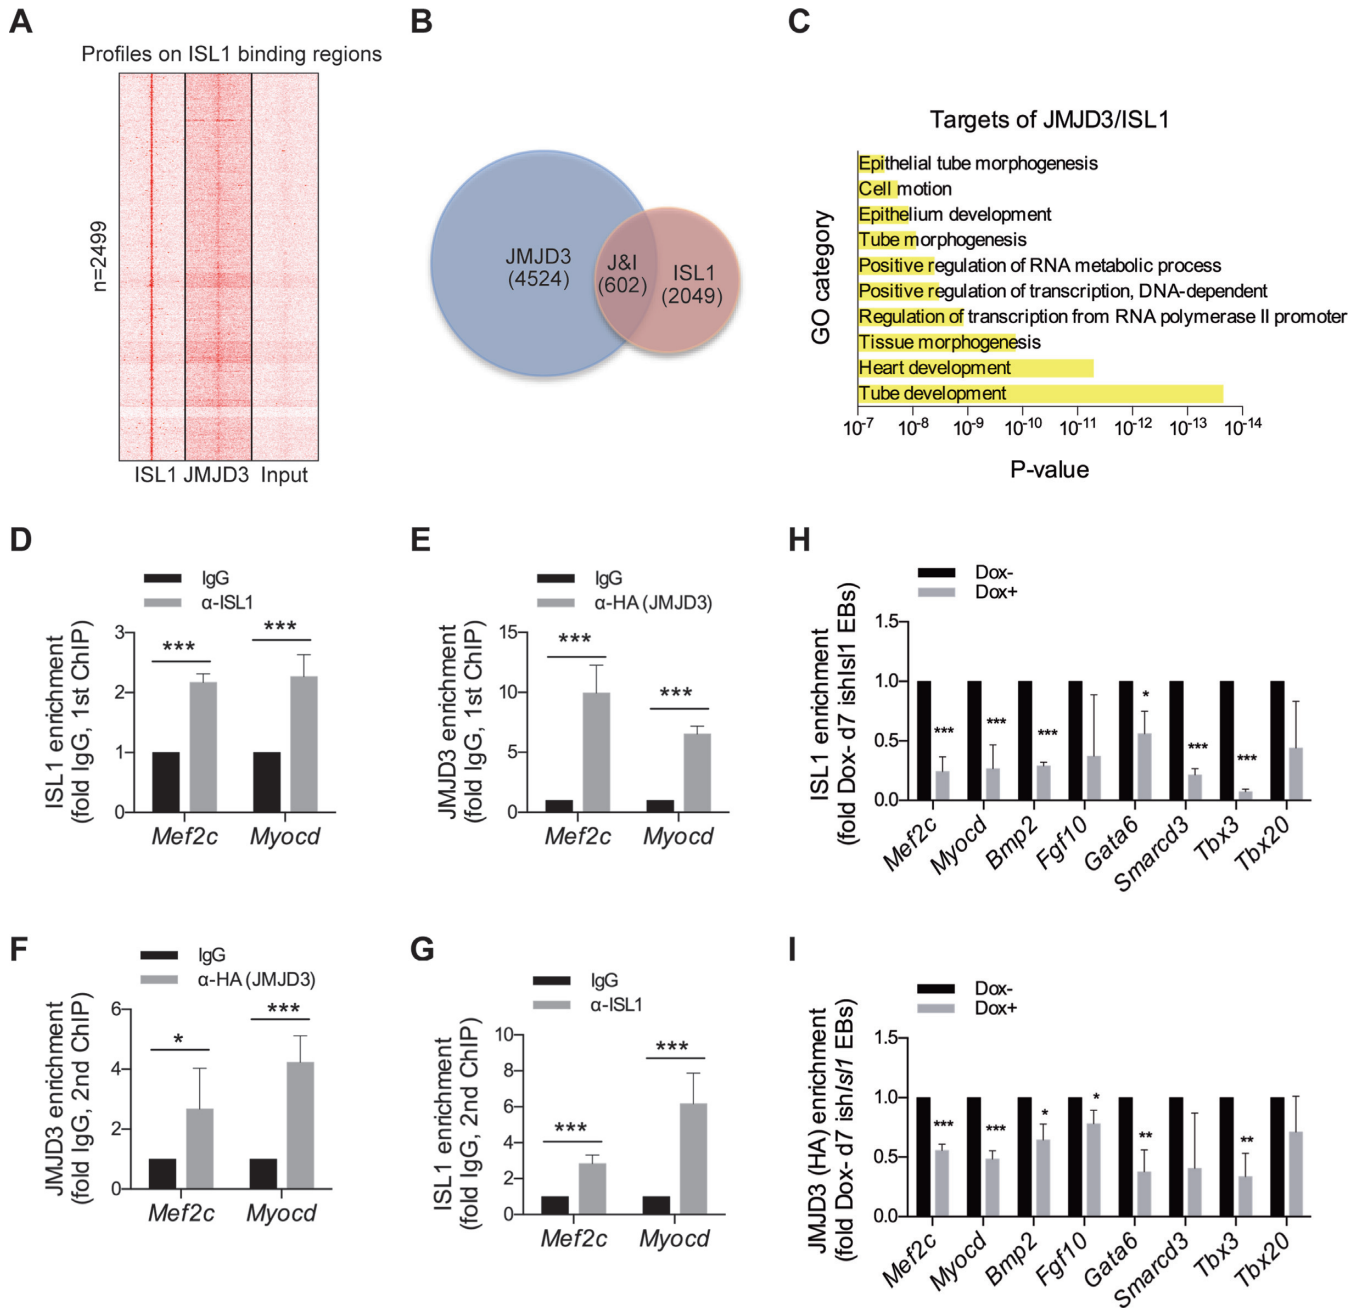 A
Profiles on ISL1 binding regions
n=2499
ISL1 JMJD3 Input
B
JMJD3
(4524)
J&I
(602)
ISL1
(2049)
C
Targets of JMJD3/ISL1
GO category
Epithelial tube morphogenesis
Cell motion
Epithelium development
Tube morphogenesis
Positive regulation of RNA metabolic process
Positive regulation of transcription, DNA-dependent
Regulation of transcription from RNA polymerase II promoter
Tissue morphogenesis
Heart development
Tube development
10-7 10-8 10-9 10-10 10-11 10-12 10-13 10-14
P-value
D
IgG
α-ISL1
ISL1 enrichment
(fold IgG, 1st ChIP)
3
2
1
0
*** ***
Mef2c Myocd
E
IgG
α-HA (JMJD3)
JMJD3 enrichment
(fold IgG, 1st ChIP)
15
10
5
0
*** ***
Mef2c Myocd
H
Dox-
Dox+
ISL1 enrichment
(fold Dox- d7 ishIsl1 EBs)
1.5
1.0
0.5
0.0
*** *** *** * *** ***
Mef2c Myocd Bmp2 Fgf10 Gata6 Smarcd3 Tbx3 Tbx20
F
IgG
α-HA (JMJD3)
JMJD3 enrichment
(fold IgG, 2nd ChIP)
6
4
2
0
* ***
Mef2c Myocd
G
IgG
α-ISL1
ISL1 enrichment
(fold IgG, 2nd ChIP)
10
8
6
4
2
0
*** ***
Mef2c Myocd
I
Dox-
Dox+
JMJD3 (HA) enrichment
(fold Dox- d7 ishIsl1 EBs)
1.5
1.0
0.5
0.0
*** *** * * ** **
Mef2c Myocd Bmp2 Fgf10 Gata6 Smarcd3 Tbx3 Tbx20